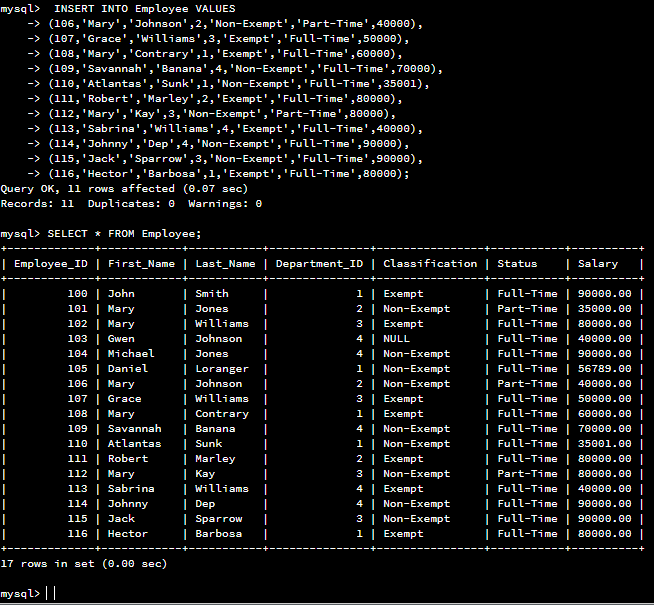 mysql>  INSERT INTO Employee VALUES
    -> (106,'Mary','Johnson',2,'Non-Exempt','Part-Time',40000),
    -> (107,'Grace','Williams',3,'Exempt','Full-Time',50000),
    -> (108,'Mary','Contrary',1,'Exempt','Full-Time',60000),
    -> (109,'Savannah','Banana',4,'Non-Exempt','Full-Time',70000),
    -> (110,'Atlantas','Sunk',1,'Non-Exempt','Full-Time',35001),
    -> (111,'Robert','Marley',2,'Exempt','Full-Time',80000),
    -> (112,'Mary','Kay',3,'Non-Exempt','Part-Time',80000),
    -> (113,'Sabrina','Williams',4,'Exempt','Full-Time',40000),
    -> (114,'Johnny','Dep',4,'Non-Exempt','Full-Time',90000),
    -> (115,'Jack','Sparrow',3,'Non-Exempt','Full-Time',90000),
    -> (116,'Hector','Barbosa',1,'Exempt','Full-Time',80000);
Query OK, 11 rows affected (0.07 sec)
Records: 11  Duplicates: 0  Warnings: 0

mysql> SELECT * FROM Employee;
+-------------+------------+-----------+---------------+----------------+-----------+----------+
| Employee_ID | First_Name | Last_Name | Department_ID | Classification | Status    | Salary   |
+-------------+------------+-----------+---------------+----------------+-----------+----------+
|         100 | John       | Smith     |             1 | Exempt         | Full-Time | 90000.00 |
|         101 | Mary       | Jones     |             2 | Non-Exempt     | Part-Time | 35000.00 |
|         102 | Mary       | Williams  |             3 | Exempt         | Full-Time | 80000.00 |
|         103 | Gwen       | Johnson   |             4 | NULL           | Full-Time | 40000.00 |
|         104 | Michael    | Jones     |             4 | Non-Exempt     | Full-Time | 90000.00 |
|         105 | Daniel     | Loranger  |             1 | Non-Exempt     | Full-Time | 56789.00 |
|         106 | Mary       | Johnson   |             2 | Non-Exempt     | Part-Time | 40000.00 |
|         107 | Grace      | Williams  |             3 | Exempt         | Full-Time | 50000.00 |
|         108 | Mary       | Contrary  |             1 | Exempt         | Full-Time | 60000.00 |
|         109 | Savannah   | Banana    |             4 | Non-Exempt     | Full-Time | 70000.00 |
|         110 | Atlantas   | Sunk      |             1 | Non-Exempt     | Full-Time | 35001.00 |
|         111 | Robert     | Marley    |             2 | Exempt         | Full-Time | 80000.00 |
|         112 | Mary       | Kay       |             3 | Non-Exempt     | Part-Time | 80000.00 |
|         113 | Sabrina    | Williams  |             4 | Exempt         | Full-Time | 40000.00 |
|         114 | Johnny     | Dep       |             4 | Non-Exempt     | Full-Time | 90000.00 |
|         115 | Jack       | Sparrow   |             3 | Non-Exempt     | Full-Time | 90000.00 |
|         116 | Hector     | Barbosa   |             1 | Exempt         | Full-Time | 80000.00 |
+-------------+------------+-----------+---------------+----------------+-----------+----------+
17 rows in set (0.00 sec)

mysql>